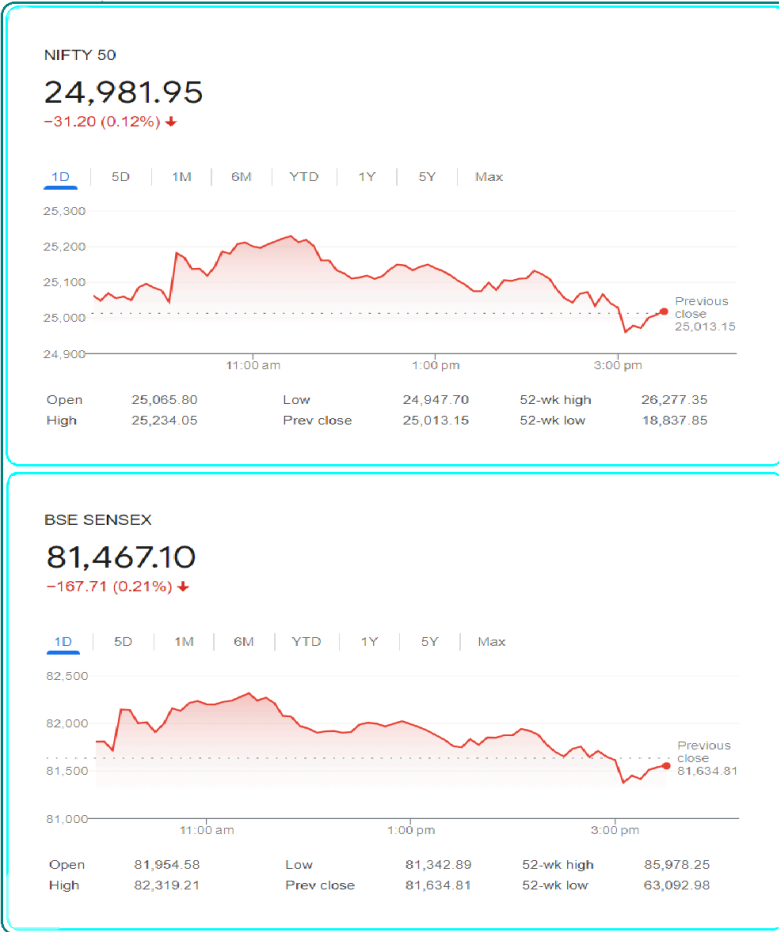 NIFTY 50
24,981.95
−31.20 (0.12%)
1D 5D 1M 6M YTD 1Y 5Y Max
25,300
25,200
25,100
25,000
24,900
Previous
close
25,013.15
11:00 am 1:00 pm 3:00 pm
Open 25,065.80 Low 24,947.70 52-wk high 26,277.35
High 25,234.05 Prev close 25,013.15 52-wk low 18,837.85
BSE SENSEX
81,467.10
−167.71 (0.21%)
1D 5D 1M 6M YTD 1Y 5Y Max
82,500
82,000
81,500
81,000
Previous
close
81,634.81
11:00 am 1:00 pm 3:00 pm
Open 81,954.58 Low 81,342.89 52-wk high 85,978.25
High 82,319.21 Prev close 81,634.81 52-wk low 63,092.98